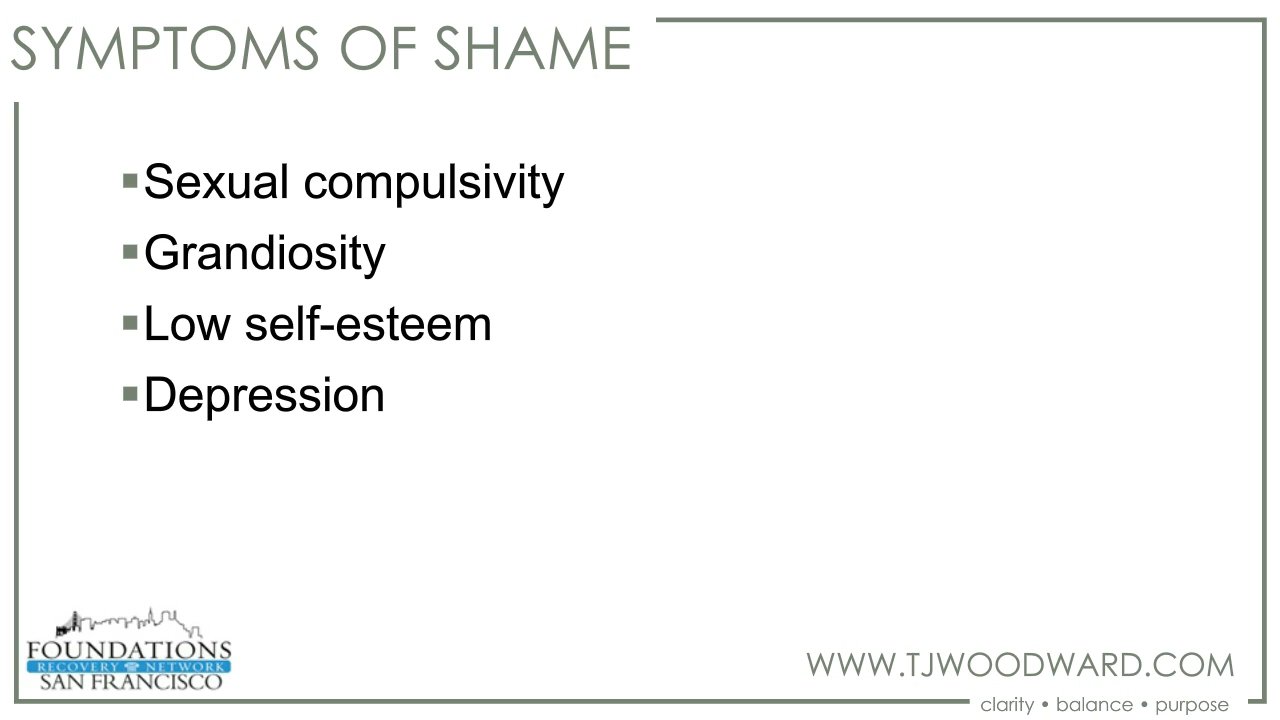 SYMPTOMS OF SHAME
▪Sexual compulsivity
▪Grandiosity
▪Low self-esteem
▪Depression
FOUNDATIONS
RECOVERY NETWORK
SAN FRANCISCO
WWW.TJWOODWARD.COM
clarity • balance • purpose